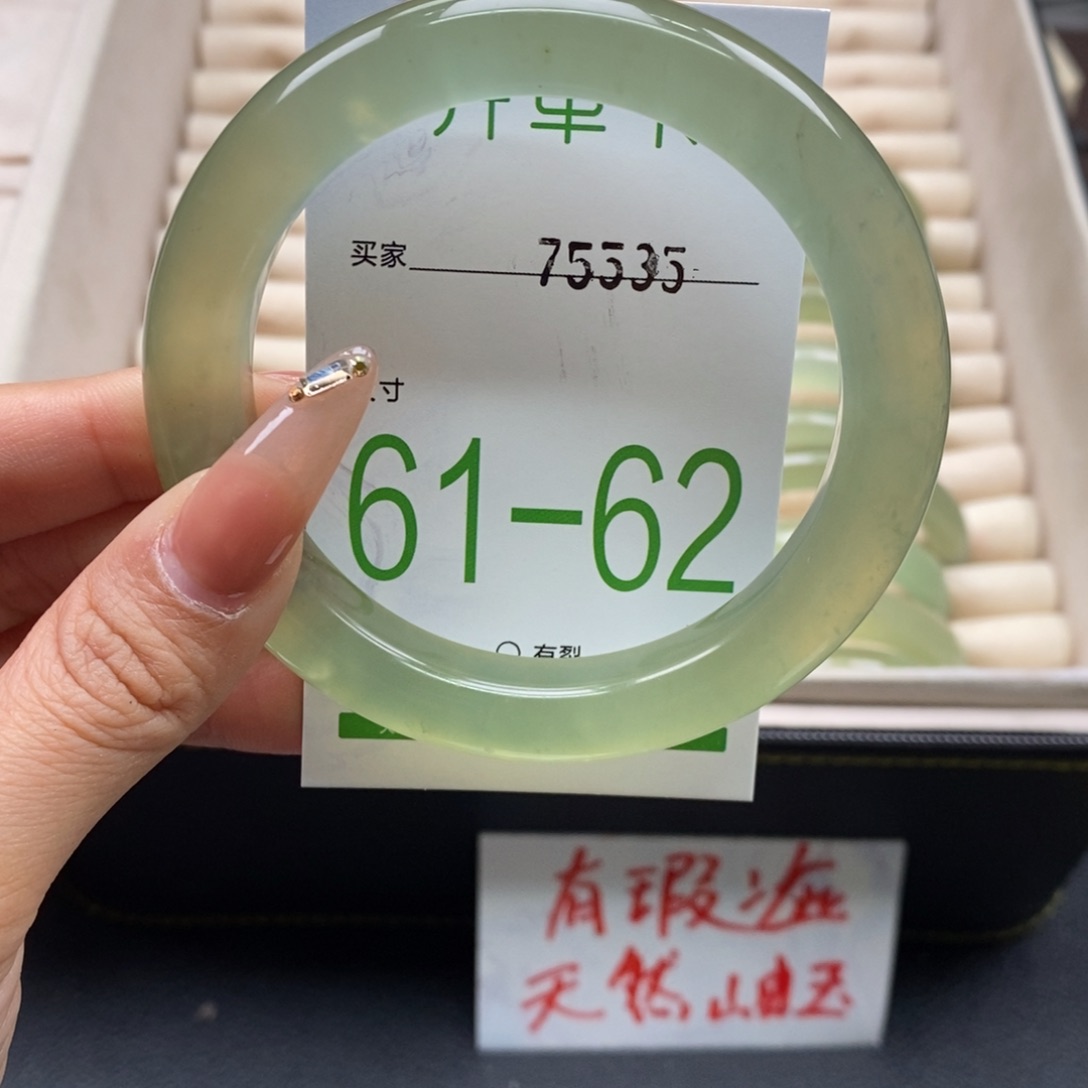 买家 75535
寸
61-62
有裂
有瑕疵
天然岫玉